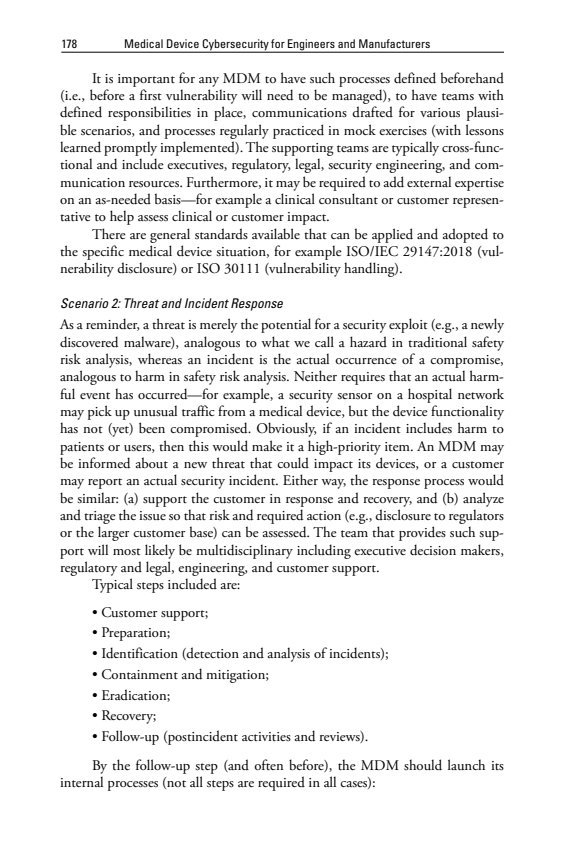 178 Medical Device Cybersecurity for Engineers and Manufacturers
It is important for any MDM to have such processes defined beforehand
(i.e., before a first vulnerability will need to be managed), to have teams with
defined responsibilities in place, communications drafted for various plausi-
ble scenarios, and processes regularly practiced in mock exercises (with lessons
learned promptly implemented). The supporting teams are typically cross-func-
tional and include executives, regulatory, legal, security engineering, and com-
munication resources. Furthermore, it may be required to add external expertise
on an as-needed basis—for example a clinical consultant or customer represen-
tative to help assess clinical or customer impact.
There are general standards available that can be applied and adopted to
the specific medical device situation, for example ISO/IEC 29147:2018 (vul-
nerability disclosure) or ISO 30111 (vulnerability handling).
Scenario 2: Threat and Incident Response
As a reminder, a threat is merely the potential for a security exploit (e.g., a newly
discovered malware), analogous to what we call a hazard in traditional safety
risk analysis, whereas an incident is the actual occurrence of a compromise,
analogous to harm in safety risk analysis. Neither requires that an actual harm-
ful event has occurred—for example, a security sensor on a hospital network
may pick up unusual traffic from a medical device, but the device functionality
has not (yet) been compromised. Obviously, if an incident includes harm to
patients or users, then this would make it a high-priority item. An MDM may
be informed about a new threat that could impact its devices, or a customer
may report an actual security incident. Either way, the response process would
be similar: (a) support the customer in response and recovery, and (b) analyze
and triage the issue so that risk and required action (e.g., disclosure to regulators
or the larger customer base) can be assessed. The team that provides such sup-
port will most likely be multidisciplinary including executive decision makers,
regulatory and legal, engineering, and customer support.
Typical steps included are:
• Customer support;
• Preparation;
• Identification (detection and analysis of incidents);
• Containment and mitigation;
• Eradication;
• Recovery;
• Follow-up (postincident activities and reviews).
By the follow-up step (and often before), the MDM should launch its
internal processes (not all steps are required in all cases):